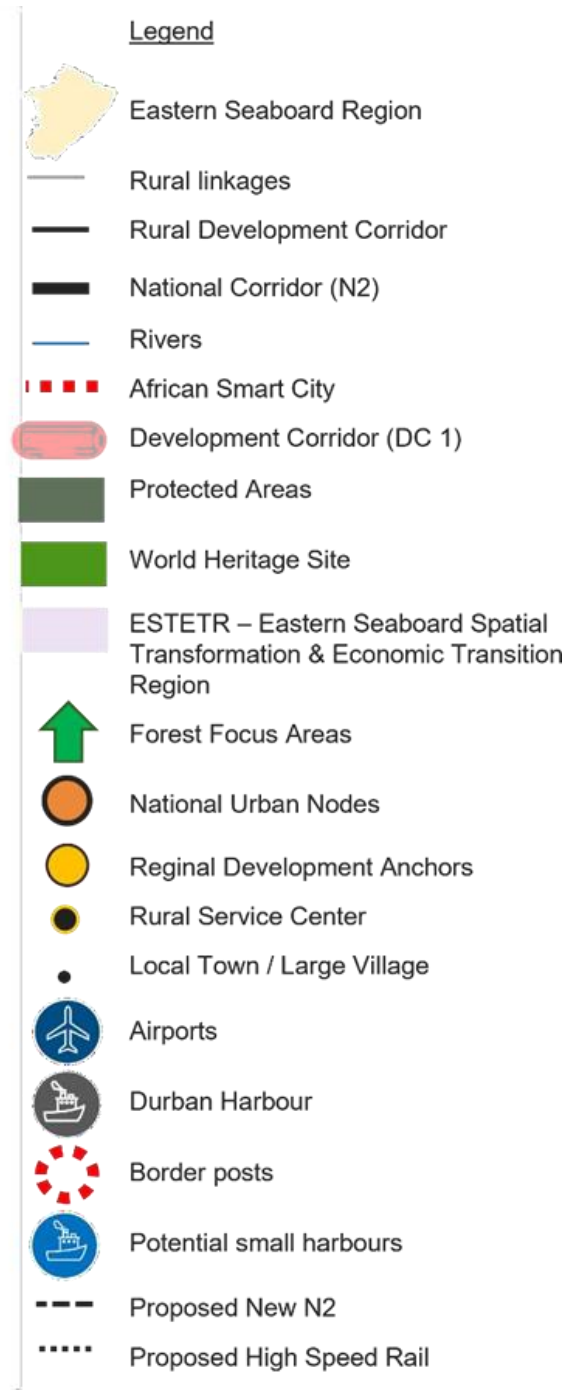 Legend
Eastern Seaboard Region
Rural linkages
Rural Development Corridor
National Corridor (N2)
Rivers
African Smart City
Development Corridor (DC 1)
Protected Areas
World Heritage Site
ESTETR – Eastern Seaboard Spatial
Transformation & Economic Transition
Region
Forest Focus Areas
National Urban Nodes
Reginal Development Anchors
Rural Service Center
Local Town / Large Village
Airports
Durban Harbour
Border posts
Potential small harbours
Proposed New N2
Proposed High Speed Rail